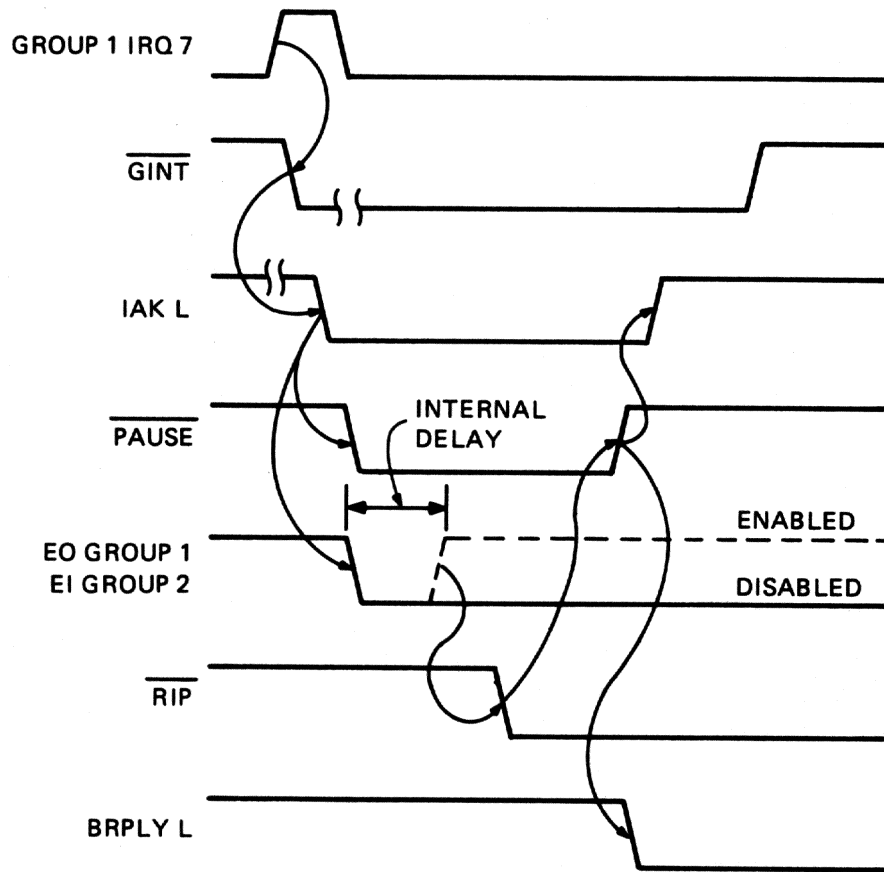 GROUP 1 IRQ 7
GINT
IAK L
PAUSE
INTERNAL
DELAY
ENABLED
EO GROUP 1
EI GROUP 2
DISABLED
RIP
BRPLY L